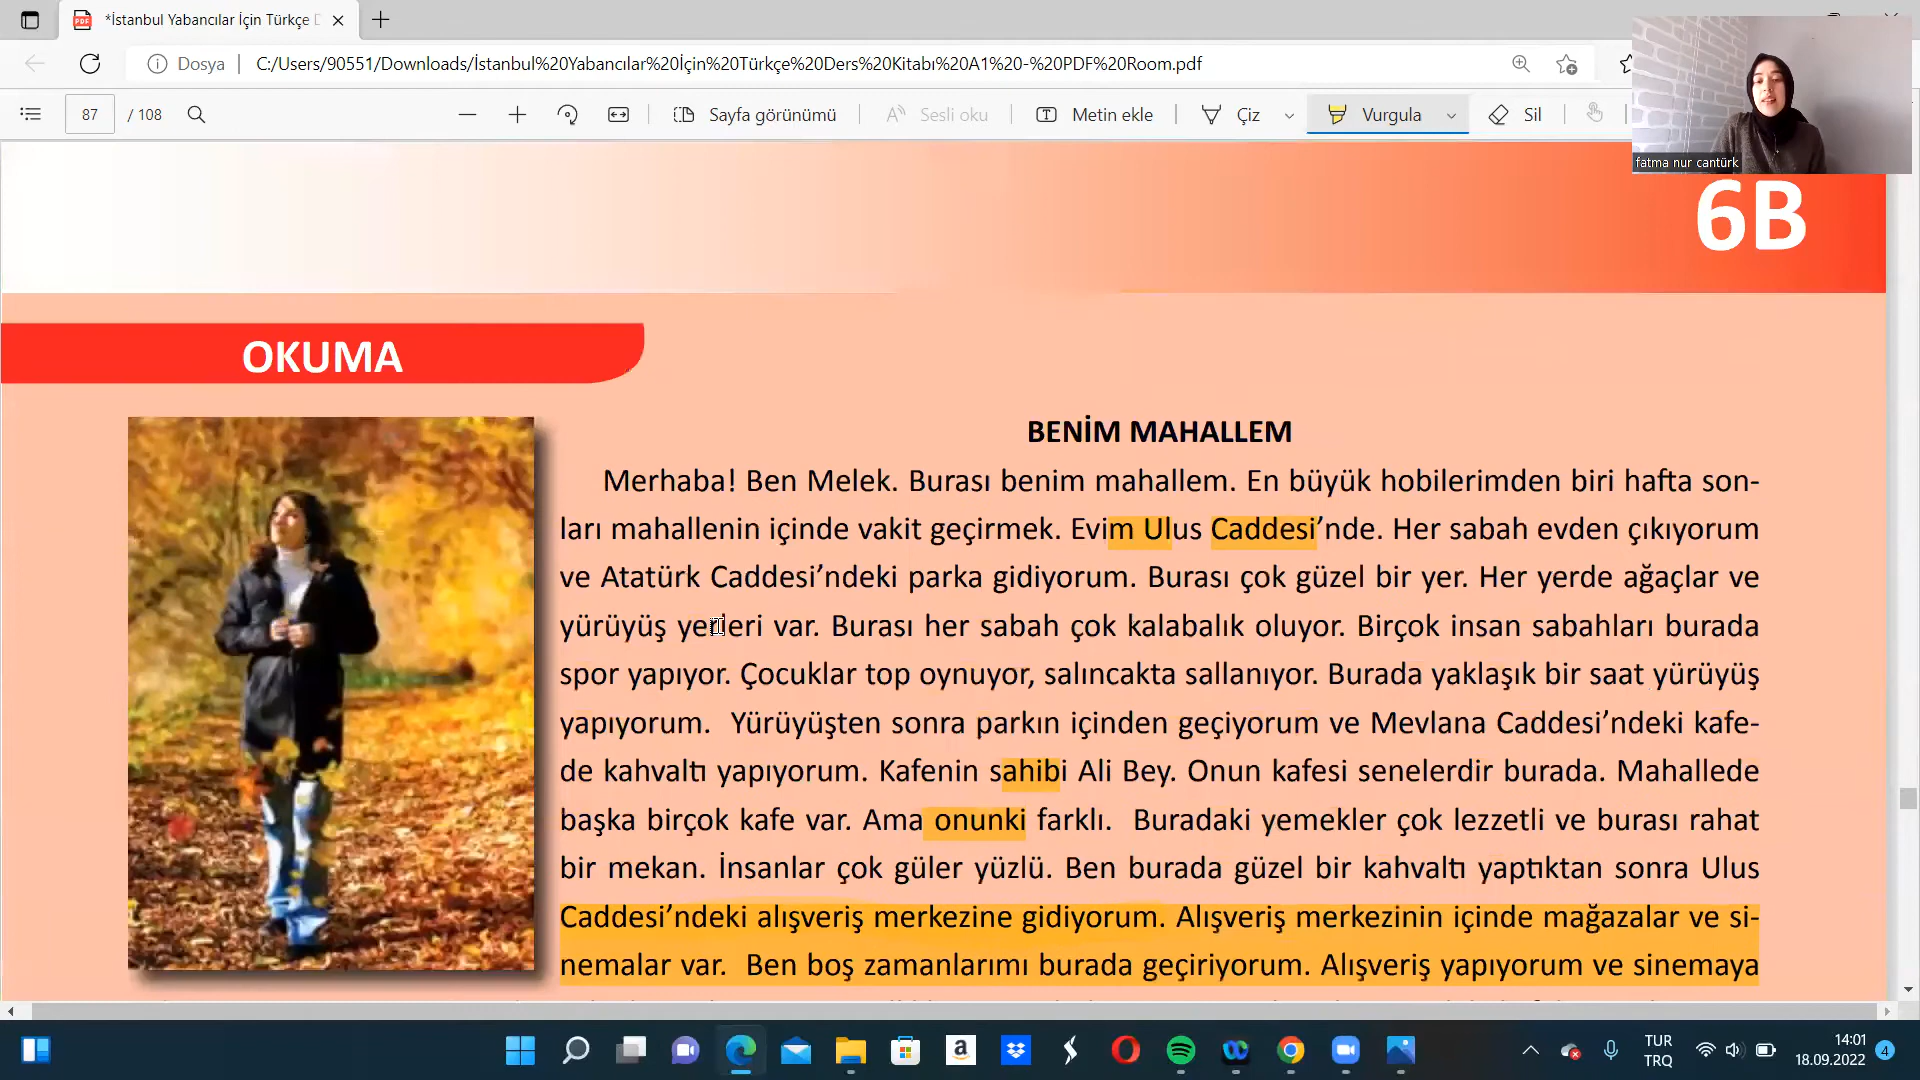 *İstanbul Yabancılar İçin Türkçe D
Dosya
C:/Users/90551/Downloads/İstanbul%20Yabancılar%20İçin%20Türkçe%20Ders%20Kitabı%20A1%20-%20PDF%20Room.pdf
87 / 108
Sayfa görünümü
Sesli oku
Metin ekle
Çiz
Vurgula
Sil
fatma nur cantürk
6B
OKUMA
BENİM MAHALLEM
Merhaba! Ben Melek. Burası benim mahallem. En büyük hobilerimden biri hafta son-
ları mahallenin içinde vakit geçirmek. Evim Ulus Caddesi’nde. Her sabah evden çıkıyorum
ve Atatürk Caddesi’ndeki parka gidiyorum. Burası çok güzel bir yer. Her yerde ağaçlar ve
yürüyüş yerleri var. Burası her sabah çok kalabalık oluyor. Birçok insan sabahları burada
spor yapıyor. Çocuklar top oynuyor, salıncakta sallanıyor. Burada yaklaşık bir saat yürüyüş
yapıyorum. Yürüyüşten sonra parkın içinden geçiyorum ve Mevlana Caddesi’ndeki kafe-
de kahvaltı yapıyorum. Kafenin sahibi Ali Bey. Onun kafesi senelerdir burada. Mahallede
başka birçok kafe var. Ama onunki farklı. Buradaki yemekler çok lezzetli ve burası rahat
bir mekan. İnsanlar çok güler yüzlü. Ben burada güzel bir kahvaltı yaptıktan sonra Ulus
Caddesi’ndeki alışveriş merkezine gidiyorum. Alışveriş merkezinin içinde mağazalar ve si-
nemalar var. Ben boş zamanlarımı burada geçiriyorum. Alışveriş yapıyorum ve sinemaya
TUR
TRQ
14:01
18.09.2022
4